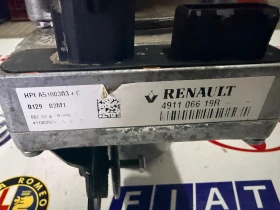 HPI A5100303+C
0129 03M1
RENAULT
4911 066 19R
ALFA ROMEO
FIAT